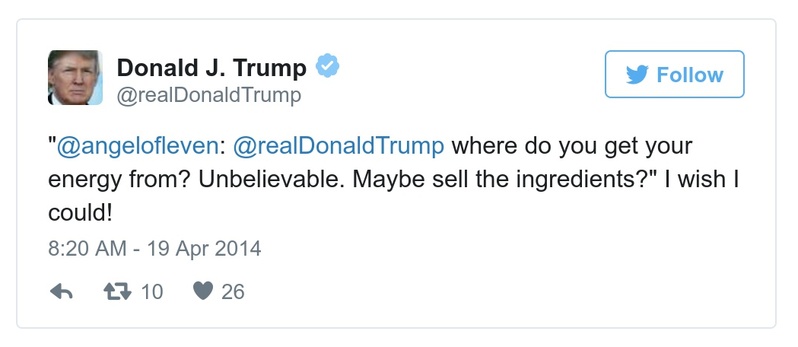 Donald J. Trump
@realDonaldTrump
Follow
"@angelofleven: @realDonaldTrump where do you get your
energy from? Unbelievable. Maybe sell the ingredients?" I wish I
could!
8:20 AM - 19 Apr 2014
10 26